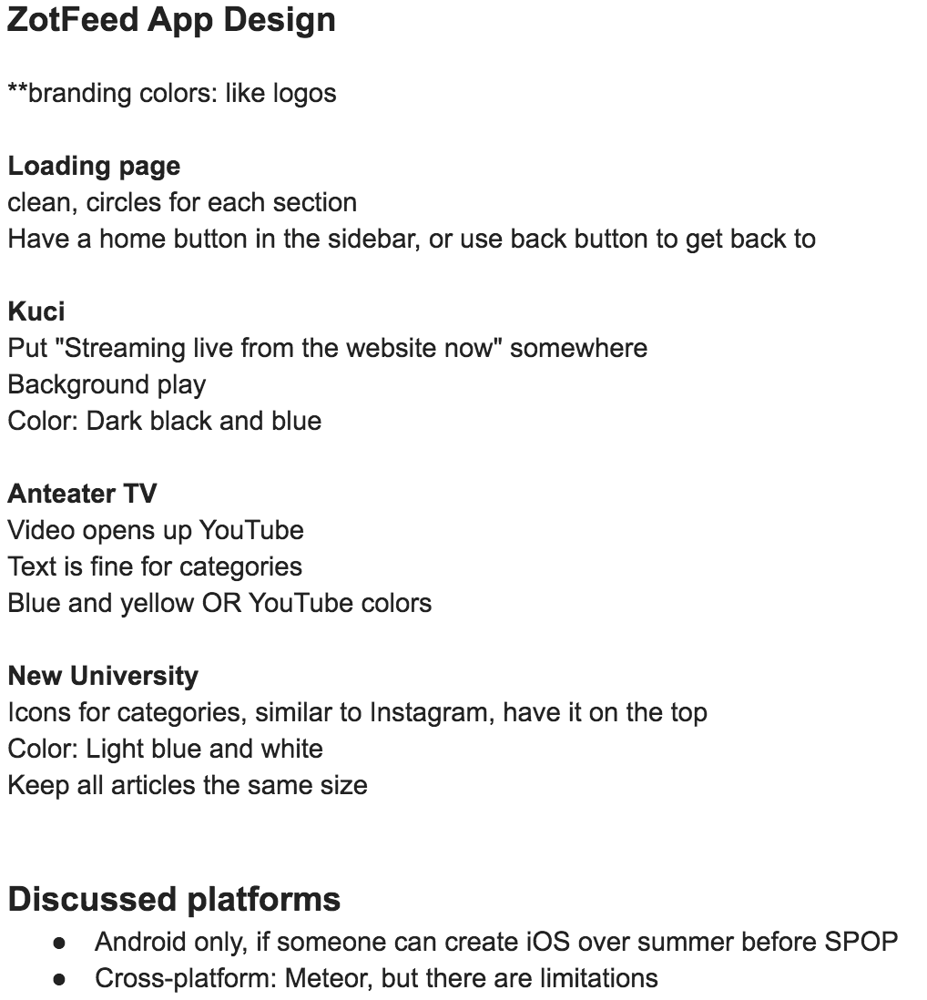 ZotFeed App Design
**branding colors: like logos
Loading page
clean, circles for each section
Have a home button in the sidebar, or use back button to get back to
Kuci
Put "Streaming live from the website now" somewhere
Background play
Color: Dark black and blue
Anteater TV
Video opens up YouTube
Text is fine for categories
Blue and yellow OR YouTube colors
New University
Icons for categories, similar to Instagram, have it on the top
Color: Light blue and white
Keep all articles the same size
Discussed platforms
● Android only, if someone can create iOS over summer before SPOP
● Cross-platform: Meteor, but there are limitations